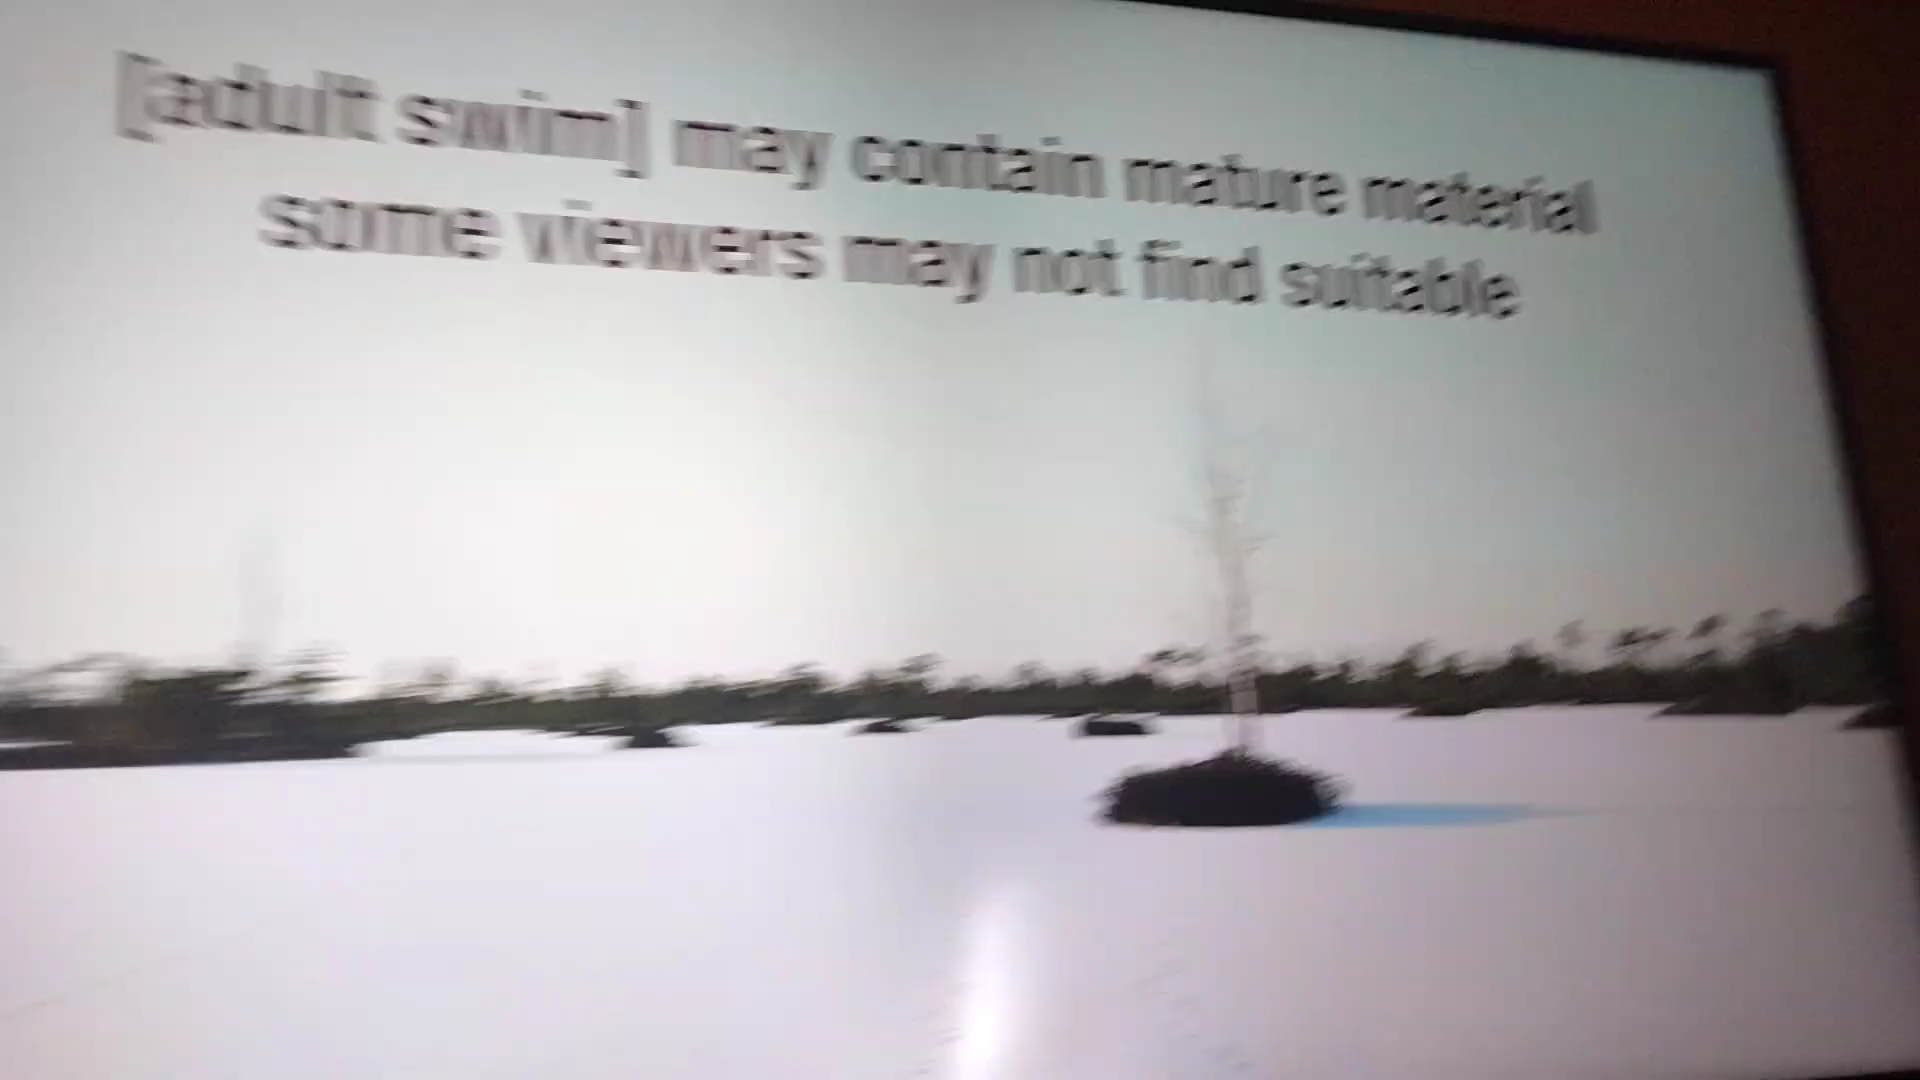 [adult swim] may contain mature material
some viewers may not find suitable